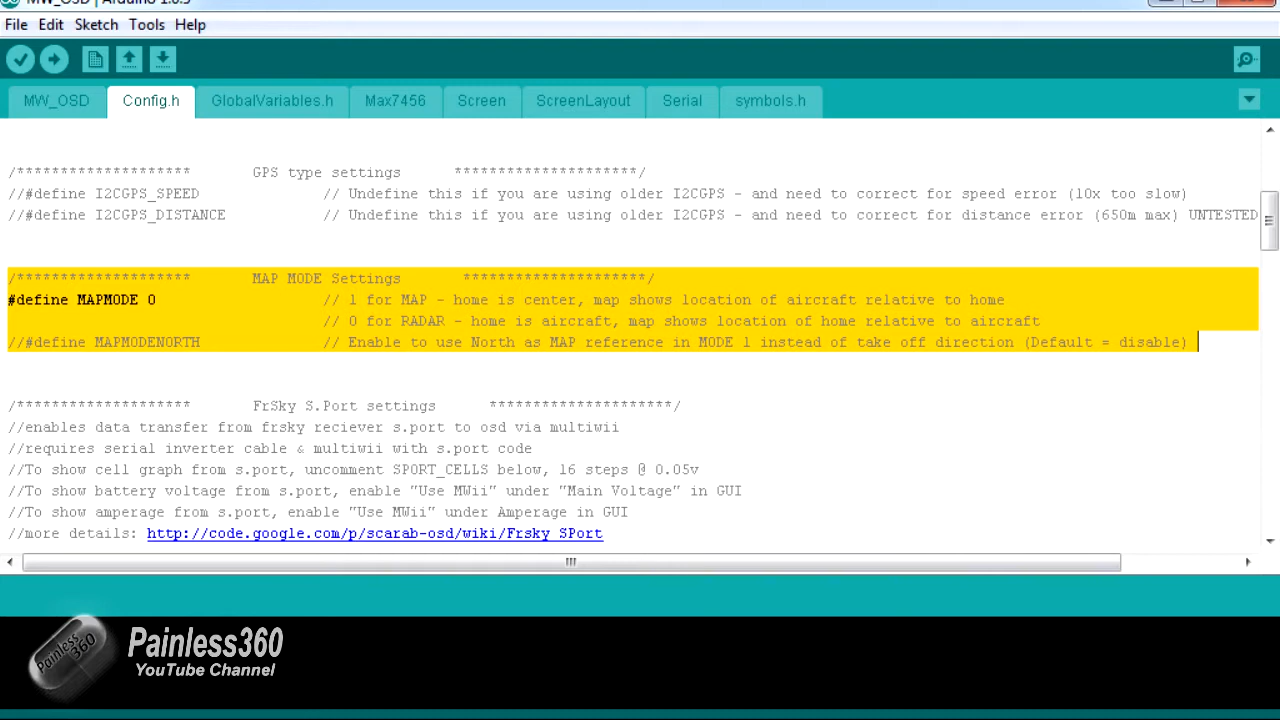 MW_OSD | Arduino 1.0.5
File Edit Sketch Tools Help
MW_OSD Config.h GlobalVariables.h Max7456 Screen ScreenLayout Serial symbols.h
/******************** GPS type settings *********************/
//#define I2CGPS_SPEED // Undefine this if you are using older I2CGPS - and need to correct for speed error (10x too slow)
//#define I2CGPS_DISTANCE // Undefine this if you are using older I2CGPS - and need to correct for distance error (650m max) UNTESTED
/******************** MAP MODE Settings *********************/
#define MAPMODE 0 // 1 for MAP - home is center, map shows location of aircraft relative to home
// 0 for RADAR - home is aircraft, map shows location of home relative to aircraft
//#define MAPMODENORTH // Enable to use North as MAP reference in MODE 1 instead of take off direction (Default = disable)
/******************** FrSky S.Port settings *********************/
//enables data transfer from frsky reciever s.port to osd via multiwii
//requires serial inverter cable & multiwii with s.port code
//To show cell graph from s.port, uncomment SPORT_CELLS below, 16 steps @ 0.05v
//To show battery voltage from s.port, enable "Use MWii" under "Main Voltage" in GUI
//To show amperage from s.port, enable "Use MWii" under Amperage in GUI
//more details: http://code.google.com/p/scarab-osd/wiki/Frsky_SPort
Painless360
Painless360
YouTube Channel